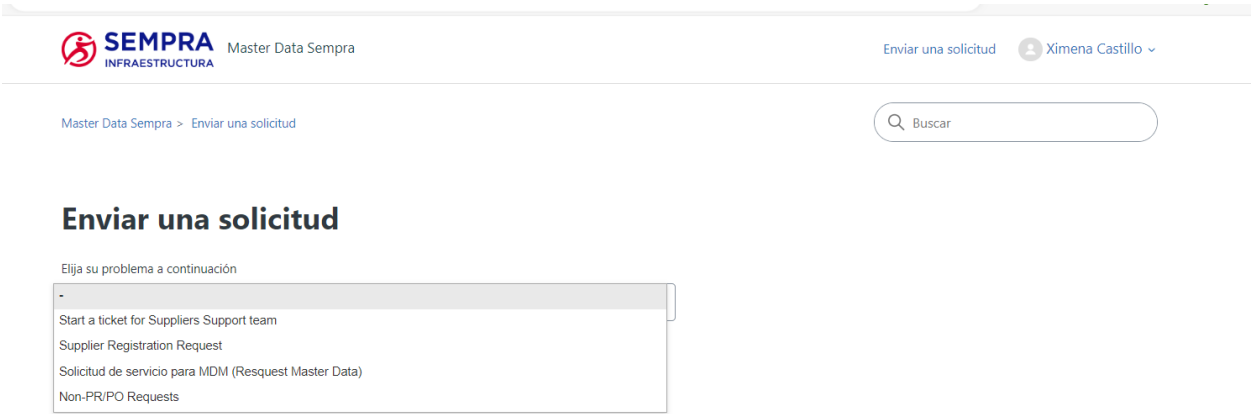 SEMPRA
INFRAESTRUCTURA
Master Data Sempra
Enviar una solicitud
Ximena Castillo
Master Data Sempra > Enviar una solicitud
Buscar
Enviar una solicitud
Elija su problema a continuación
-
Start a ticket for Suppliers Support team
Supplier Registration Request
Solicitud de servicio para MDM (Resquest Master Data)
Non-PR/PO Requests